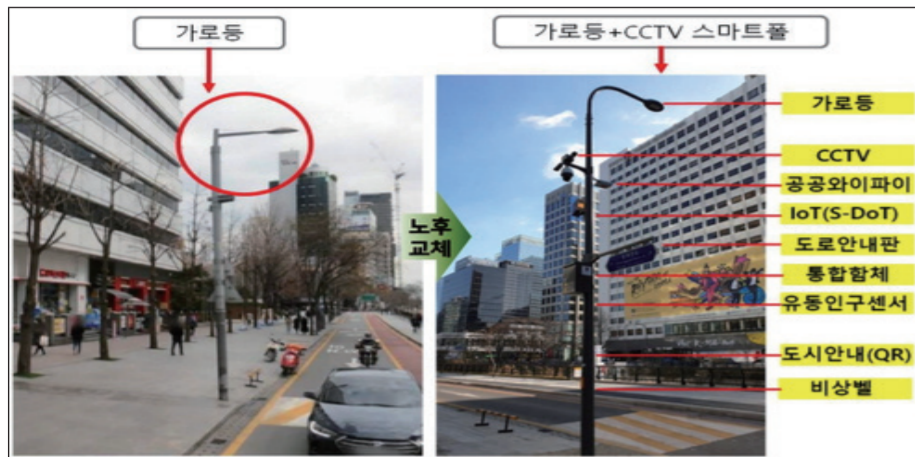 가로등
가로등+CCTV 스마트폴
노후
교체
가로등
CCTV
공공와이파이
IoT(S-DoT)
도로안내판
통합함체
유동인구센서
도시안내(QR)
비상벨